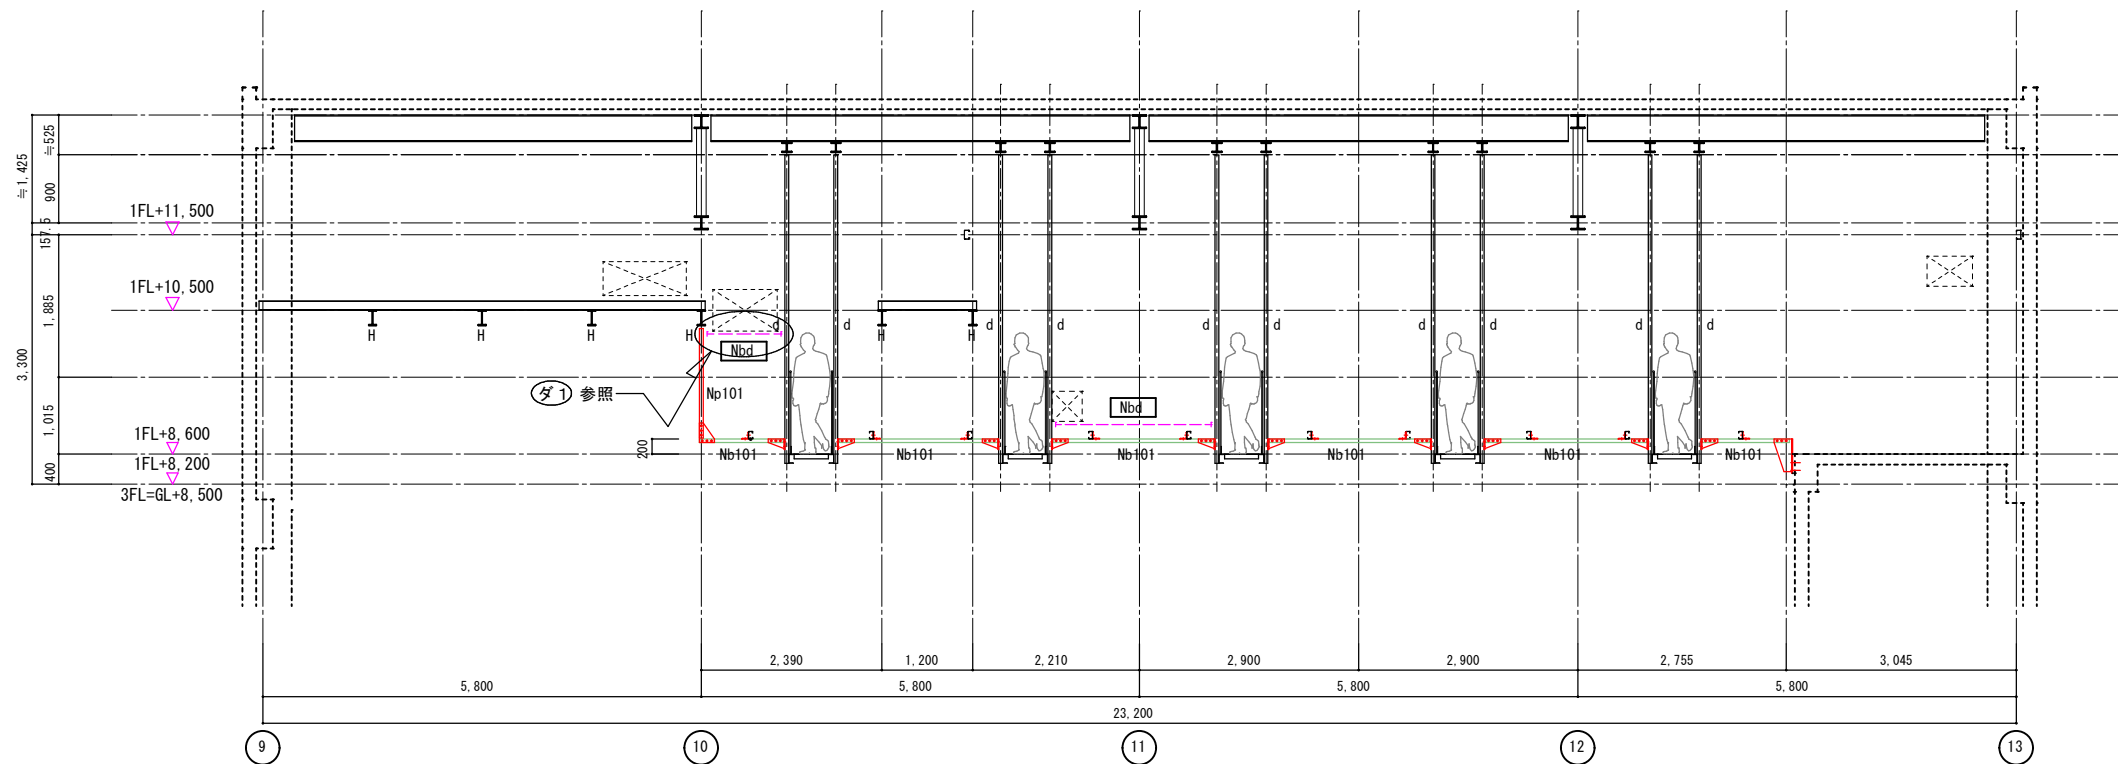 ≒525
≒1,425
900
1FL+11,500
157.5
1FL+10,500
1,885
H
H
H
H
H
H
d
d
d
d
d
d
d
d
d
Nbd
3,300
ダ1 参照
Np101
Nbd
1,015
1FL+8,600
200
Nb101
Nb101
Nb101
Nb101
Nb101
Nb101
1FL+8,200
400
3FL=GL+8,500
2,390
1,200
2,210
2,900
2,900
2,755
3,045
5,800
5,800
5,800
5,800
23,200
9
10
11
12
13